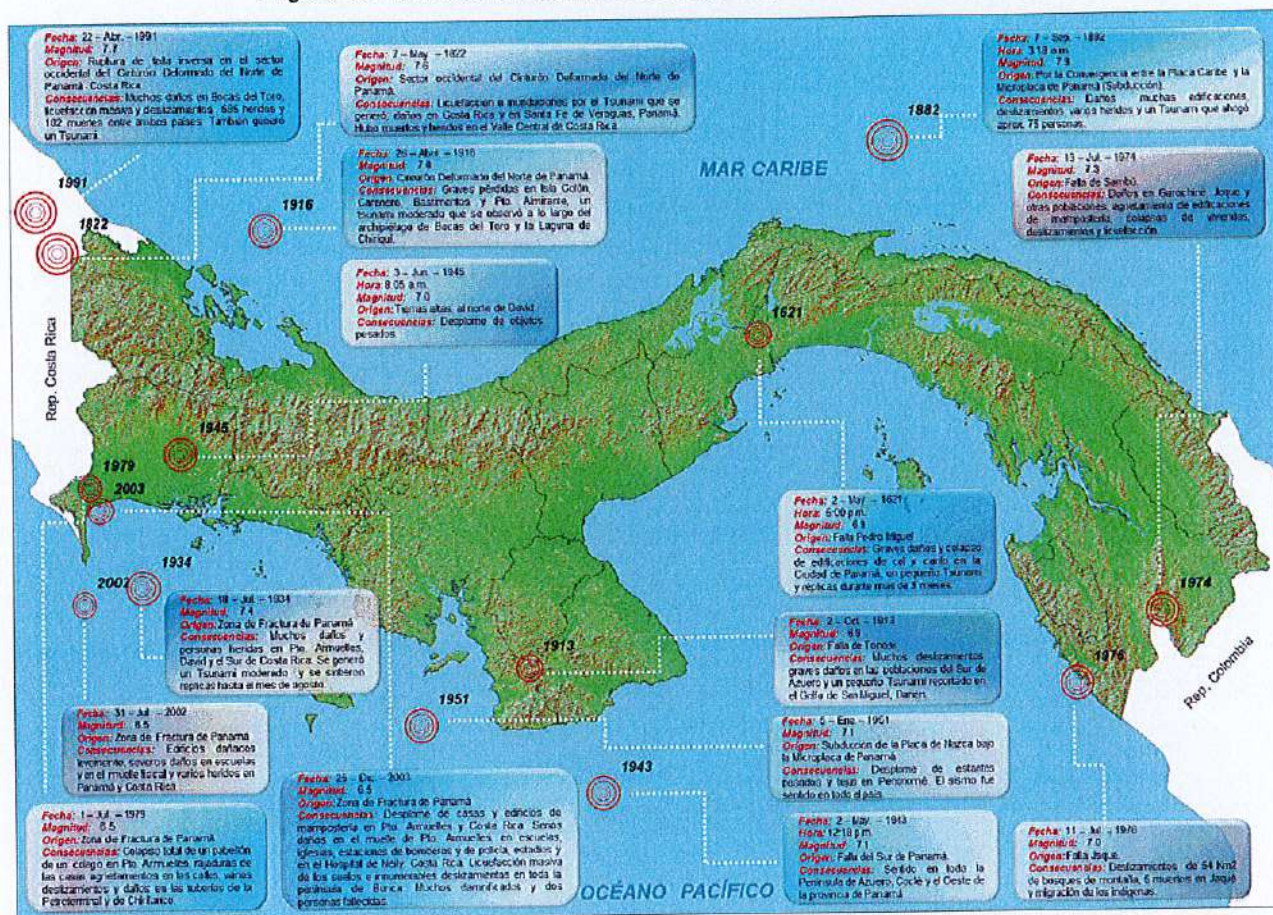 Fecha: 22 – Abr. – 1991
Magnitud: 7.7
Origen: Ruptura de falla inversa en el sector
occidental del Cinturón Deformado del Norte de
Panamá. Costa Rica
Consecuencias: Muchos daños en Bocas del Toro,
licuefacción masiva y deslizamientos. heridos y
102 muertes entre ambos países. También generó
un Tsunami.
Fecha: 7 – May. – 1822
Magnitud: 7.6
Origen: Sector occidental del Cinturón Deformado del Norte de
Panamá.
Consecuencias: Licuefacción e inundaciones por el Tsunami que se
generó, daños en Costa Rica y en Santa Fe de Veraguas, Panamá.
Hubo muertos y heridos en el Valle Central de Costa Rica.
Fecha: 7 – Sep. – 1882
Hora: 3:18 a.m.
Magnitud: 7.9
Origen: Por la Convergencia entre la Placa Caribe y la
Microplaca de Panamá (Subducción).
Consecuencias: Daños muchas edificaciones,
deslizamientos, varios heridos y un Tsunami que ahogó
aprox. 75 personas.
1882
MAR CARIBE
Fecha: 26 – Abril – 1916
Magnitud:
Origen: Cinturón Deformado del Norte de Panamá.
Consecuencias: Graves pérdidas en Isla Colón,
Carenero, Bastimentos y Pto. Almirante, un
tsunami moderado que se observó a lo largo del
archipiélago de Bocas del Toro y la Laguna de
Chiriquí.
Fecha: 13 – Jul. – 1974
Magnitud: 7.3
Origen: Falla de Sambú.
Consecuencias: Daños en Garachiné, Jaque y
otras poblaciones, agrietamiento de edificaciones
de mampostería, colapsos de viviendas,
deslizamientos y licuefacción.
1991
1822
1916
Fecha: 3 – Jun. – 1945
Hora: 8:05 a.m.
Magnitud: 7.0
Origen: Tierras altas, al norte de David
Consecuencias: Desplome de objetos
pesados.
1621
Rep. Costa Rica
1945
1979
2003
Fecha: 2 – May. – 1621
Hora: 5:00 p.m.
Magnitud: 6.9
Origen: Falla Pedro Miguel
Consecuencias: Graves daños y colapso
de edificaciones de cal y canto en la
Ciudad de Panamá, un pequeño Tsunami
y réplicas durante más de 3 meses.
1934
2002
1974
Rep. Colombia
Fecha: 18 – Jul. – 1934
Magnitud: 7.4
Origen: Zona de Fractura de Panamá
Consecuencias: Muchos daños y
personas heridas en Pto. Armuelles,
David y el Sur de Costa Rica. Se generó
un Tsunami moderado y se sintieron
replicas hasta el mes de agosto.
1913
Fecha: 2 – Oct. – 1913
Magnitud: 6.9
Origen: Falla de Tonosí.
Consecuencias: Muchos deslizamientos
graves daños en las poblaciones del Sur de
Azuero y un pequeño Tsunami reportado en
el Golfo de San Miguel, Darién.
1976
1951
Fecha: 31 – Jul. – 2002
Magnitud: 6.5
Origen: Zona de Fractura de Panamá
Consecuencias: Edificios dañados
levemente, severos daños en escuelas
y en el muelle fiscal y varios heridos en
Panamá y Costa Rica.
Fecha: 5 – Ene. – 1951
Magnitud: 7.1
Origen: Subducción de la Placa de Nazca bajo
la Microplaca de Panamá.
Consecuencias: Desplome de estantes
pesados y tejas en Penonomé. El sismo fue
sentido en todo el país.
1943
Fecha: 1 – Jul. – 1979
Magnitud: 6.5
Origen: Zona de Fractura de Panamá
Consecuencias: Colapso total de un pabellón
de un colegio en Pto. Armuelles, rajaduras de
las casas, agrietamientos en las calles, varios
deslizamientos y daños en las tuberías de la
Petroterminal y de
Fecha: 25 – Dic. – 2003
Magnitud: 6.5
Origen: Zona de Fractura de Panamá
Consecuencias: Desplome de casas y edificios de
mampostería en Pto. Armuelles y Costa Rica. Serios
daños en el muelle de Pto. Armuelles, en escuelas,
iglesias, estaciones de bomberos y de policía, estadios y
en el Hospital de Neily, Costa Rica. Licuefacción masiva
de los suelos e innumerables deslizamientos en toda la
península de Burica. Muchos damnificados y dos
personas fallecidas.
Fecha: 2 – May. – 1943
Hora: 12:18 p.m.
Magnitud: 7.1
Origen: Falla del Sur de Panamá.
Consecuencias: Sentido en toda la
Península de Azuero, Coclé y el Oeste de
la provincia de Panamá.
Fecha: 11 – Jul – 1976
Magnitud: 7.0
Origen: Falla Jaque.
Consecuencias: Deslizamientos de 54 Km2
de bosques de montaña, 5 muertos en Jaqué
y migración de los indígenas.
OCÉANO PACÍFICO